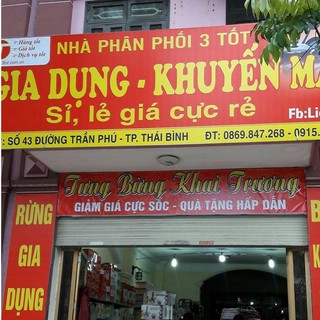 + Hàng tốt
+ Giá tốt
+ Dịch vụ tốt
NHÀ PHÂN PHỐI 3 TỐT
GIA DỤNG - KHUYẾN M
Sỉ, lẻ giá cực rẻ
Fb:Li
: SỐ 43 ĐƯỜNG TRẦN PHÚ - TP. THÁI BÌNH ĐT: 0869.847.268 - 0915.
Tưng Bừng Khai Trương
GIẢM GIÁ CỰC SỐC - QUÀ TẶNG HẤP DẪN
RỪNG
GIA
DỤNG